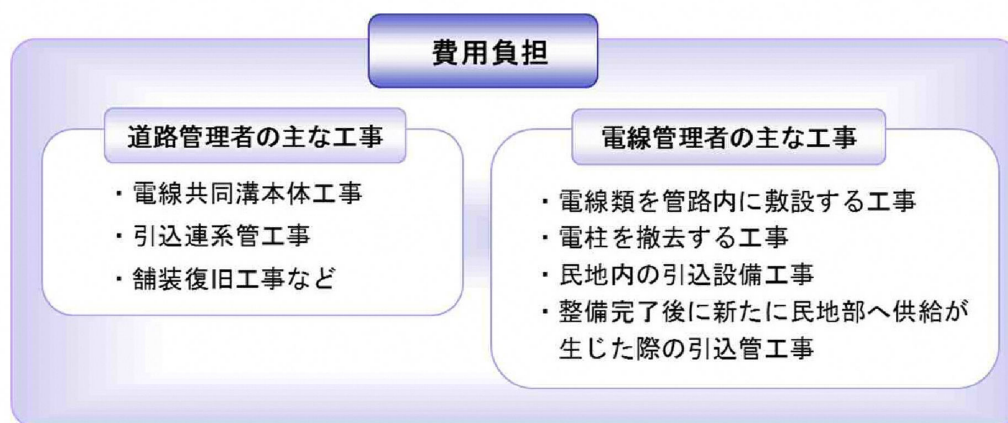 費用負担
道路管理者の主な工事
・電線共同溝本体工事
・引込連系管工事
・舗装復旧工事など
電線管理者の主な工事
・電線類を管路内に敷設する工事
・電柱を撤去する工事
・民地内の引込設備工事
・整備完了後に新たに民地部へ供給が
生じた際の引込管工事